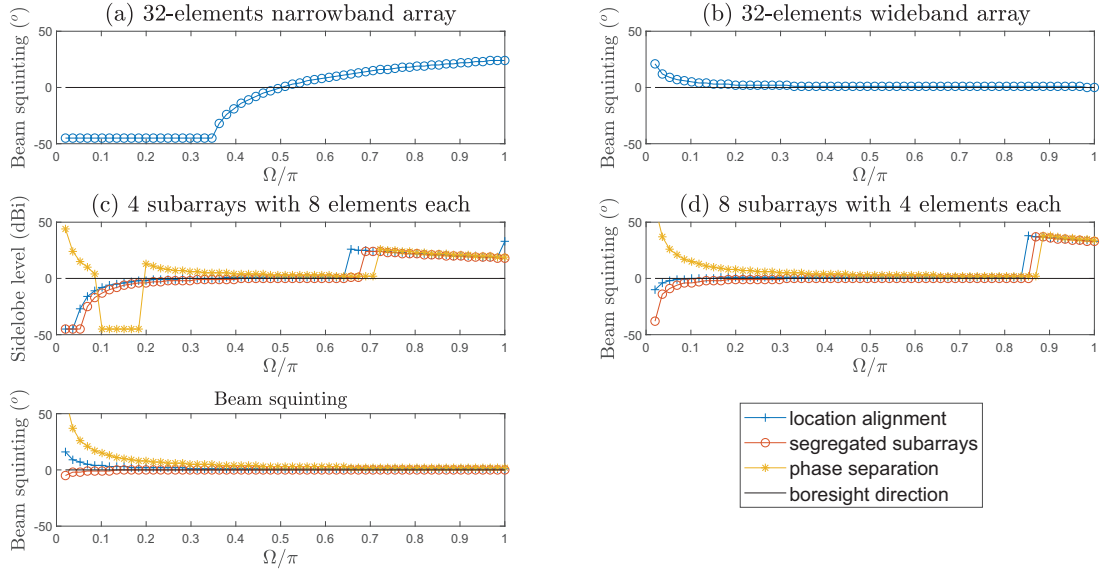 (a) 32-elements narrowband array
Beam squinting (°)
50
0
-50
0 0.1 0.2 0.3 0.4 0.5 0.6 0.7 0.8 0.9 1
Ω/π
(b) 32-elements wideband array
Beam squinting (°)
50
0
-50
0 0.1 0.2 0.3 0.4 0.5 0.6 0.7 0.8 0.9 1
Ω/π
(c) 4 subarrays with 8 elements each
Sidelobe level (dBi)
50
0
-50
0 0.1 0.2 0.3 0.4 0.5 0.6 0.7 0.8 0.9 1
Ω/π
(d) 8 subarrays with 4 elements each
Beam squinting (°)
50
0
-50
0 0.1 0.2 0.3 0.4 0.5 0.6 0.7 0.8 0.9 1
Ω/π
Beam squinting
Beam squinting (°)
50
0
-50
0 0.1 0.2 0.3 0.4 0.5 0.6 0.7 0.8 0.9 1
Ω/π
location alignment
segregated subarrays
phase separation
boresight direction